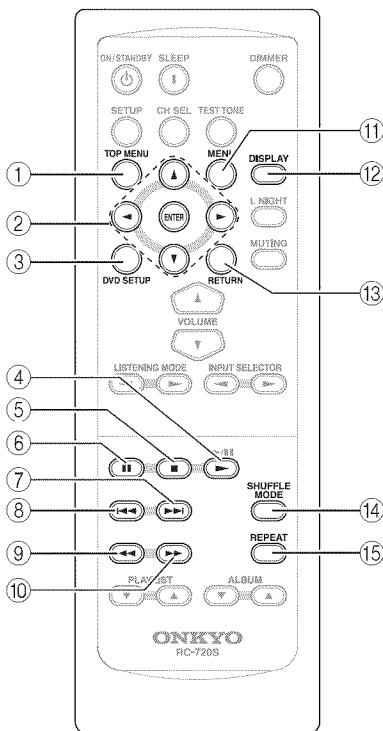 ON/STANDBY SLEEP DIMMER
SETUP CH SEL TEST TONE
TOP MENU MENU
① ⑪
DISPLAY
⑫
② ENTER L NIGHT
③ MUTING
DVD SETUP RETURN
⑬
VOLUME
④ LISTENING MODE INPUT SELECTOR
⑤
⑥
⑦ SHUFFLE
MODE
⑧ ⑭
⑨ REPEAT
⑩ ⑮
PLAYLIST ALBUM
ONKYO
RC-720S